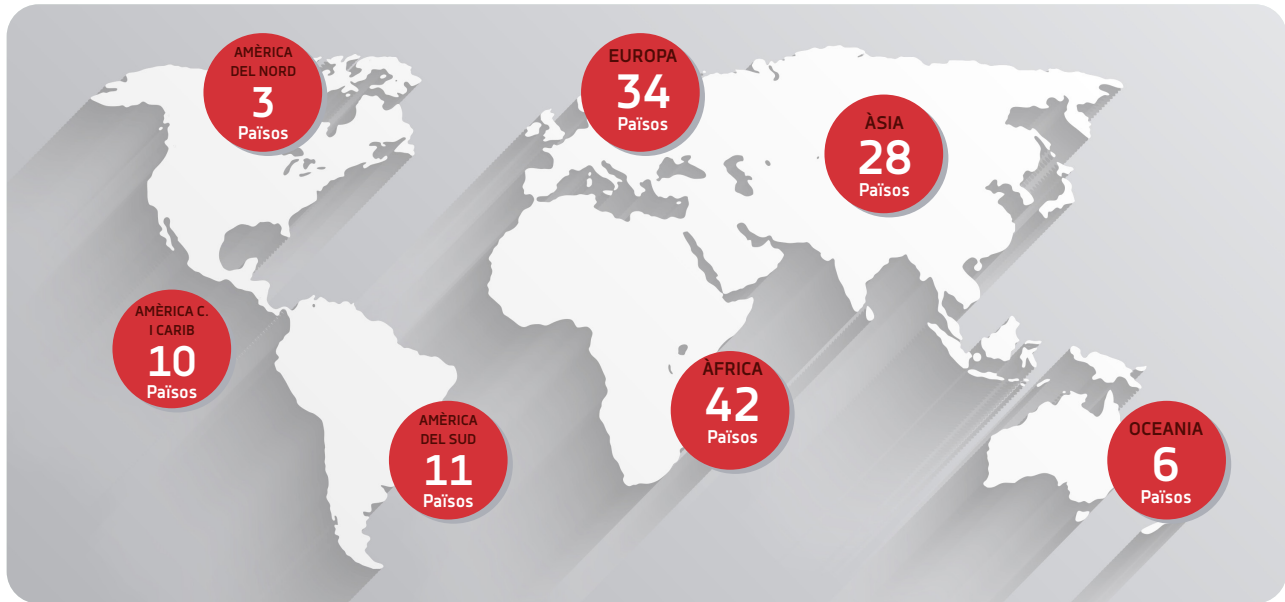 AMÈRICA
DEL NORD
3
Països
EUROPA
34
Països
ÀSIA
28
Països
AMÈRICA C.
I CARIB
10
Països
ÀFRICA
42
Països
AMÈRICA
DEL SUD
11
Països
OCEANIA
6
Països